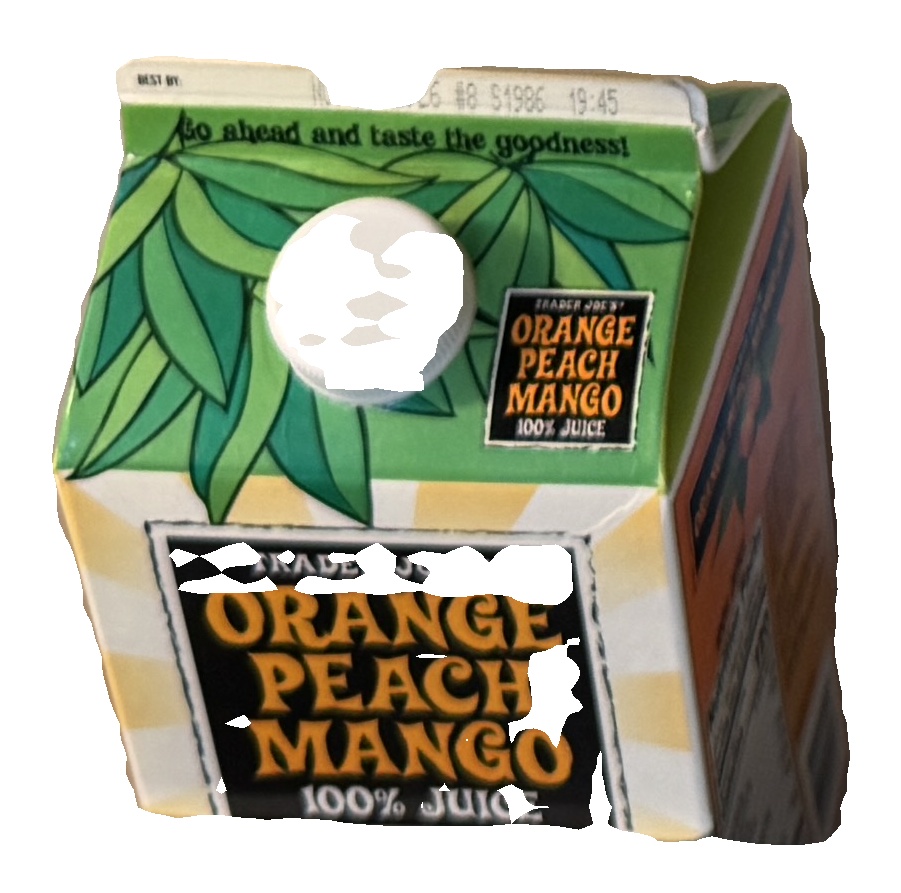 BEST BY:
#8 S1986 19:45
Go ahead and taste the goodness!
TRADER JOE'S
ORANGE
PEACH
MANGO
100% JUICE
TRADER
ORANGE
PEACH
MANGO
100% JUICE